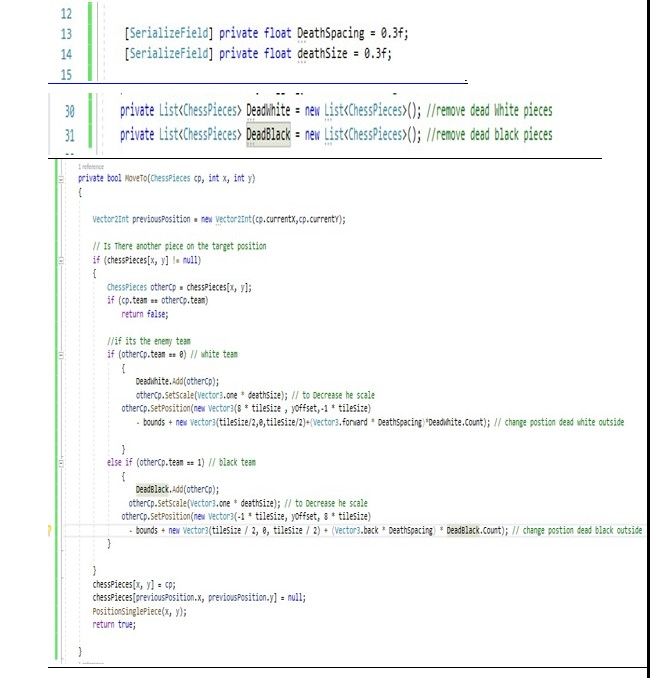 12
13 [SerializeField] private float DeathSpacing = 0.3f;
14 [SerializeField] private float deathSize = 0.3f;
15
30 private List<ChessPieces> DeadWhite = new List<ChessPieces>(); //remove dead White pieces
31 private List<ChessPieces> DeadBlack = new List<ChessPieces>(); //remove dead black pieces
1 reference
private bool MoveTo(ChessPieces cp, int x, int y)
{
Vector2Int previousPosition = new Vector2Int(cp.currentX,cp.currentY);
// Is There another piece on the target position
if (chessPieces[x, y] != null)
{
ChessPieces otherCp = chessPieces[x, y];
if (cp.team == otherCp.team)
return false;
//if its the enemy team
if (otherCp.team == 0) // white team
{
DeadWhite.Add(otherCp);
otherCp.SetScale(Vector3.one * deathSize); // to Decrease he scale
otherCp.SetPosition(new Vector3(8 * tileSize , yOffset,-1 * tileSize)
- bounds + new Vector3(tileSize/2,0,tileSize/2)+(Vector3.forward * DeathSpacing)*DeadWhite.Count); // change postion dead white outside
}
else if (otherCp.team == 1) // black team
{
DeadBlack.Add(otherCp);
otherCp.SetScale(Vector3.one * deathSize); // to Decrease he scale
otherCp.SetPosition(new Vector3(-1 * tileSize, yOffset, 8 * tileSize)
- bounds + new Vector3(tileSize / 2, 0, tileSize / 2) + (Vector3.back * DeathSpacing) * DeadBlack.Count); // change postion dead black outside
}
}
chessPieces[x, y] = cp;
chessPieces[previousPosition.x, previousPosition.y] = null;
PositionSinglePiece(x, y);
return true;
}